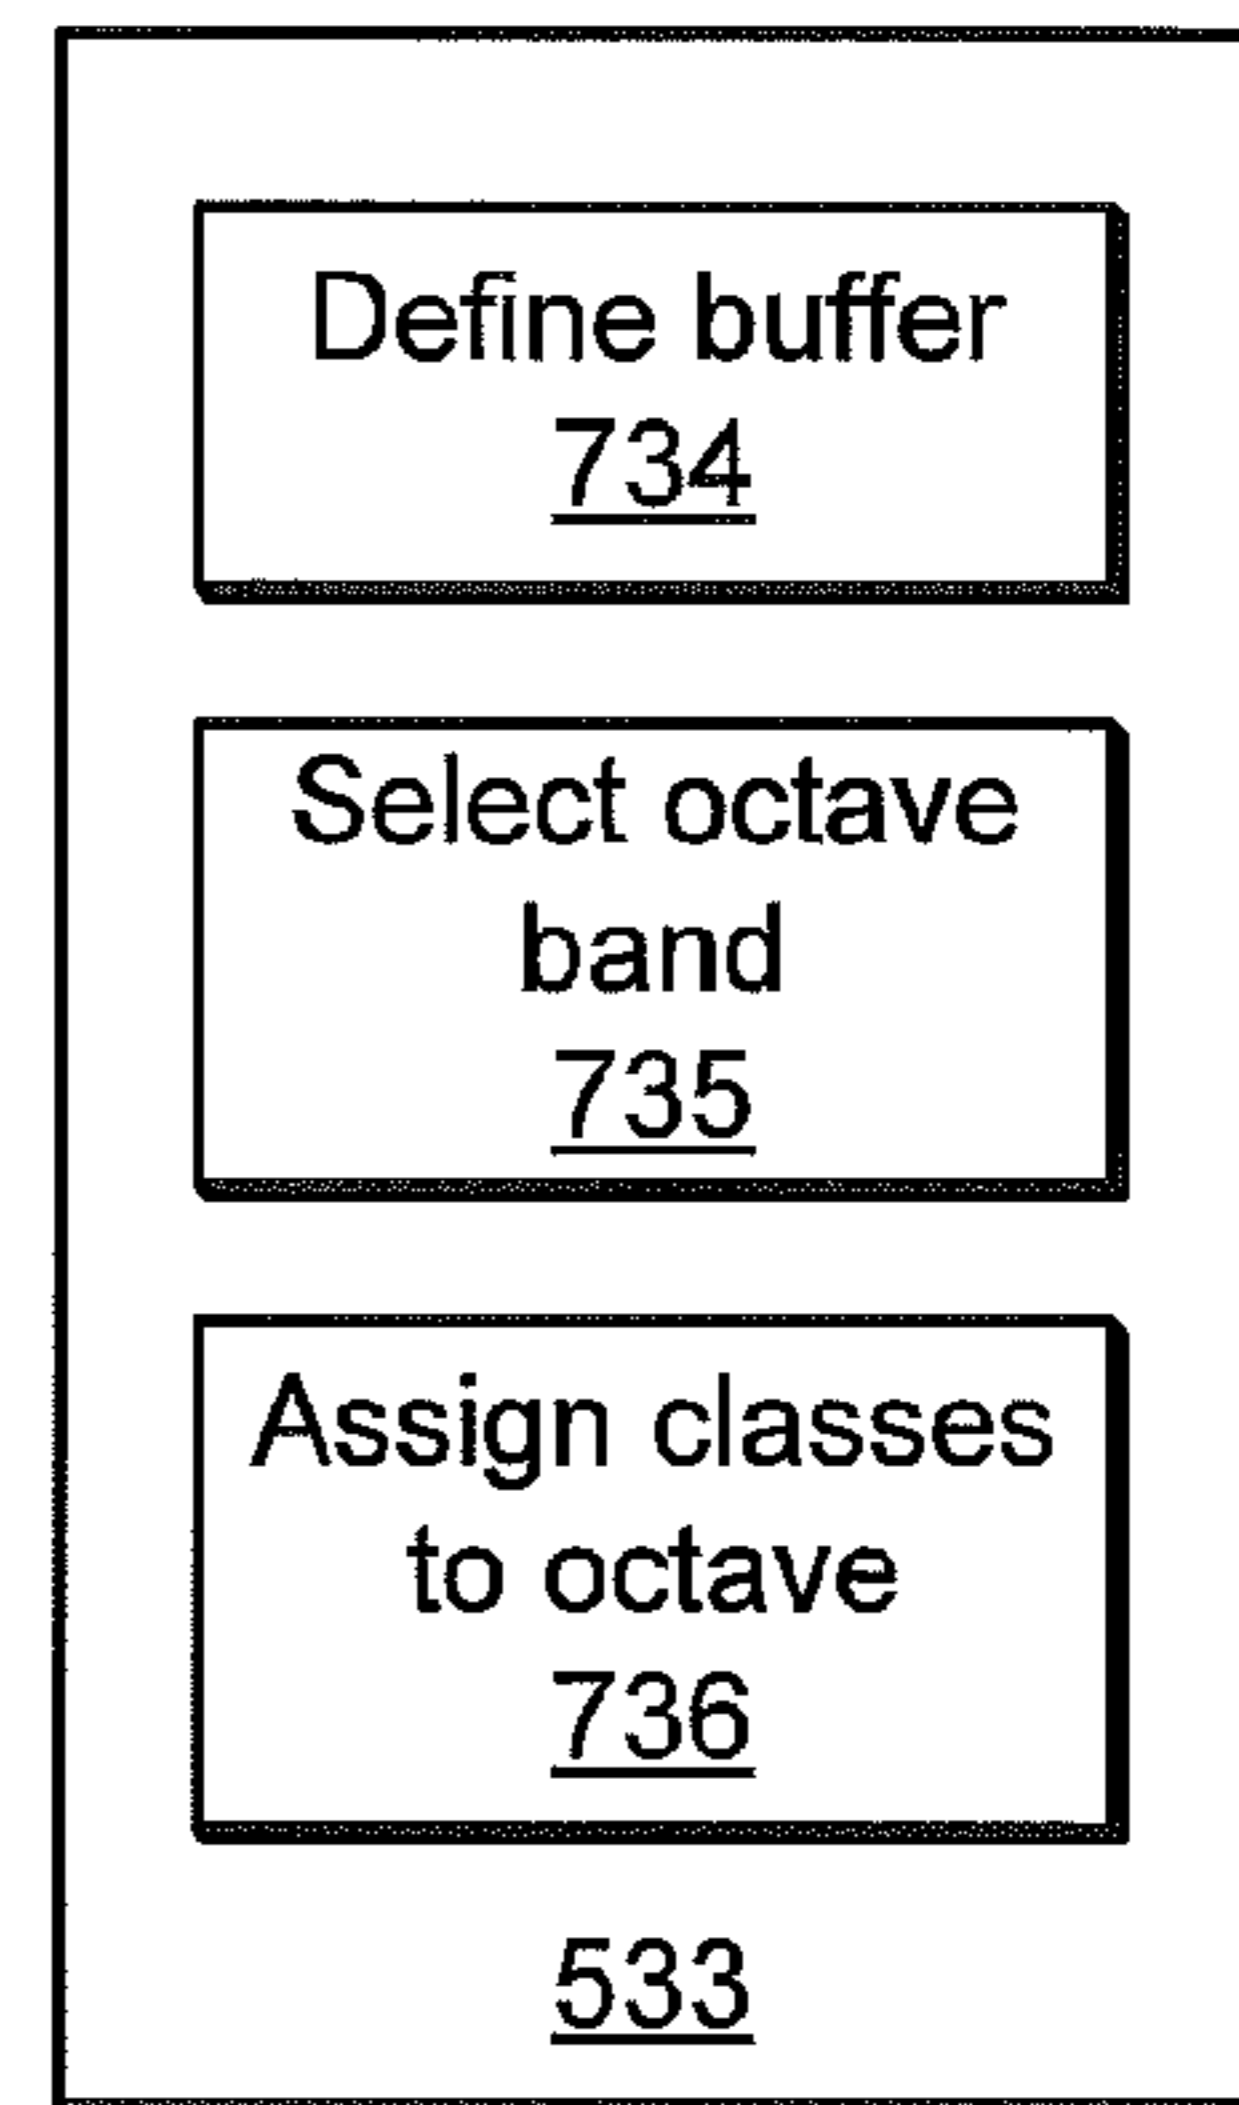 Define buffer
734
Select octave
band
735
Assign classes
to octave
736
533